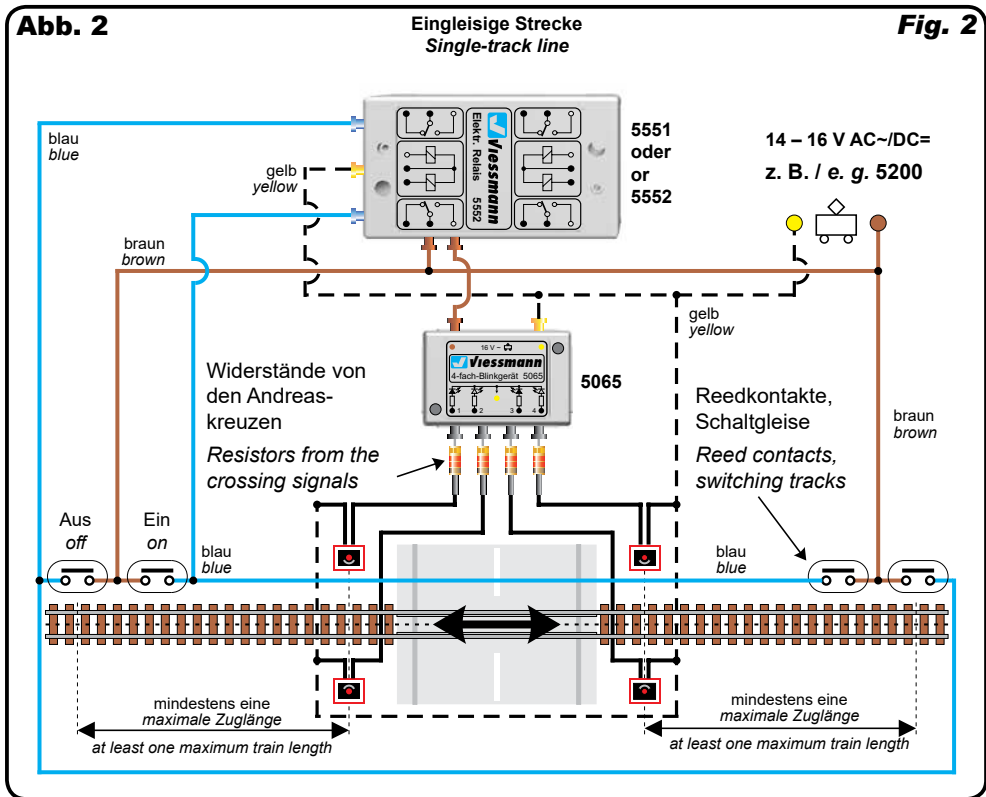 Abb. 2
Eingleisige Strecke
Single-track line
Fig. 2
blau
blue
gelb
yellow
Viessmann
Elektr. Relais 5552
5551
oder
or
5552
14 – 16 V AC~/DC=
z. B. / e. g. 5200
braun
brown
gelb
yellow
16 V ~
Viessmann
4-fach-Blinkgerät 5065
1 2 3 4
5065
Widerstände von
den Andreas-
kreuzen
Resistors from the
crossing signals
Reedkontakte,
Schaltgleise
Reed contacts,
switching tracks
braun
brown
Aus
off
Ein
on
blau
blue
blau
blue
mindestens eine
maximale Zuglänge
at least one maximum train length
mindestens eine
maximale Zuglänge
at least one maximum train length